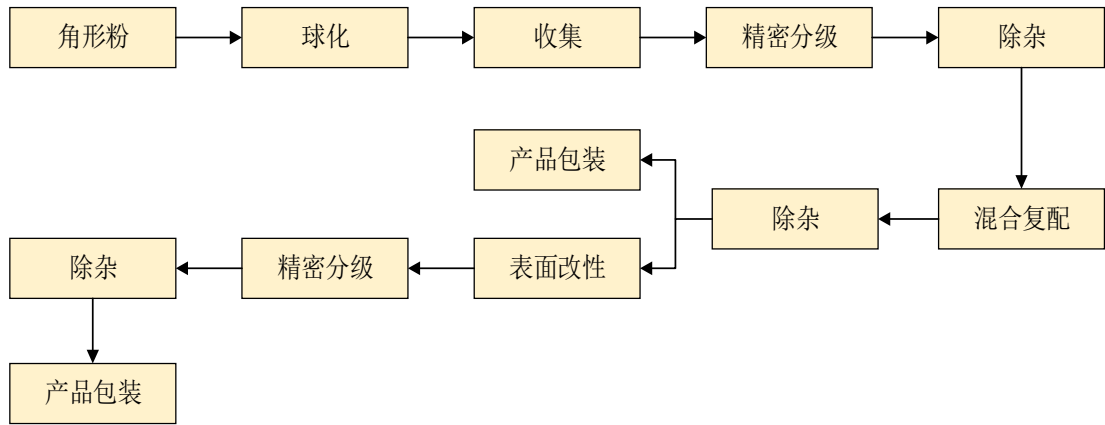 角形粉
球化
收集
精密分级
除杂
混合复配
除杂
产品包装
表面改性
精密分级
除杂
产品包装